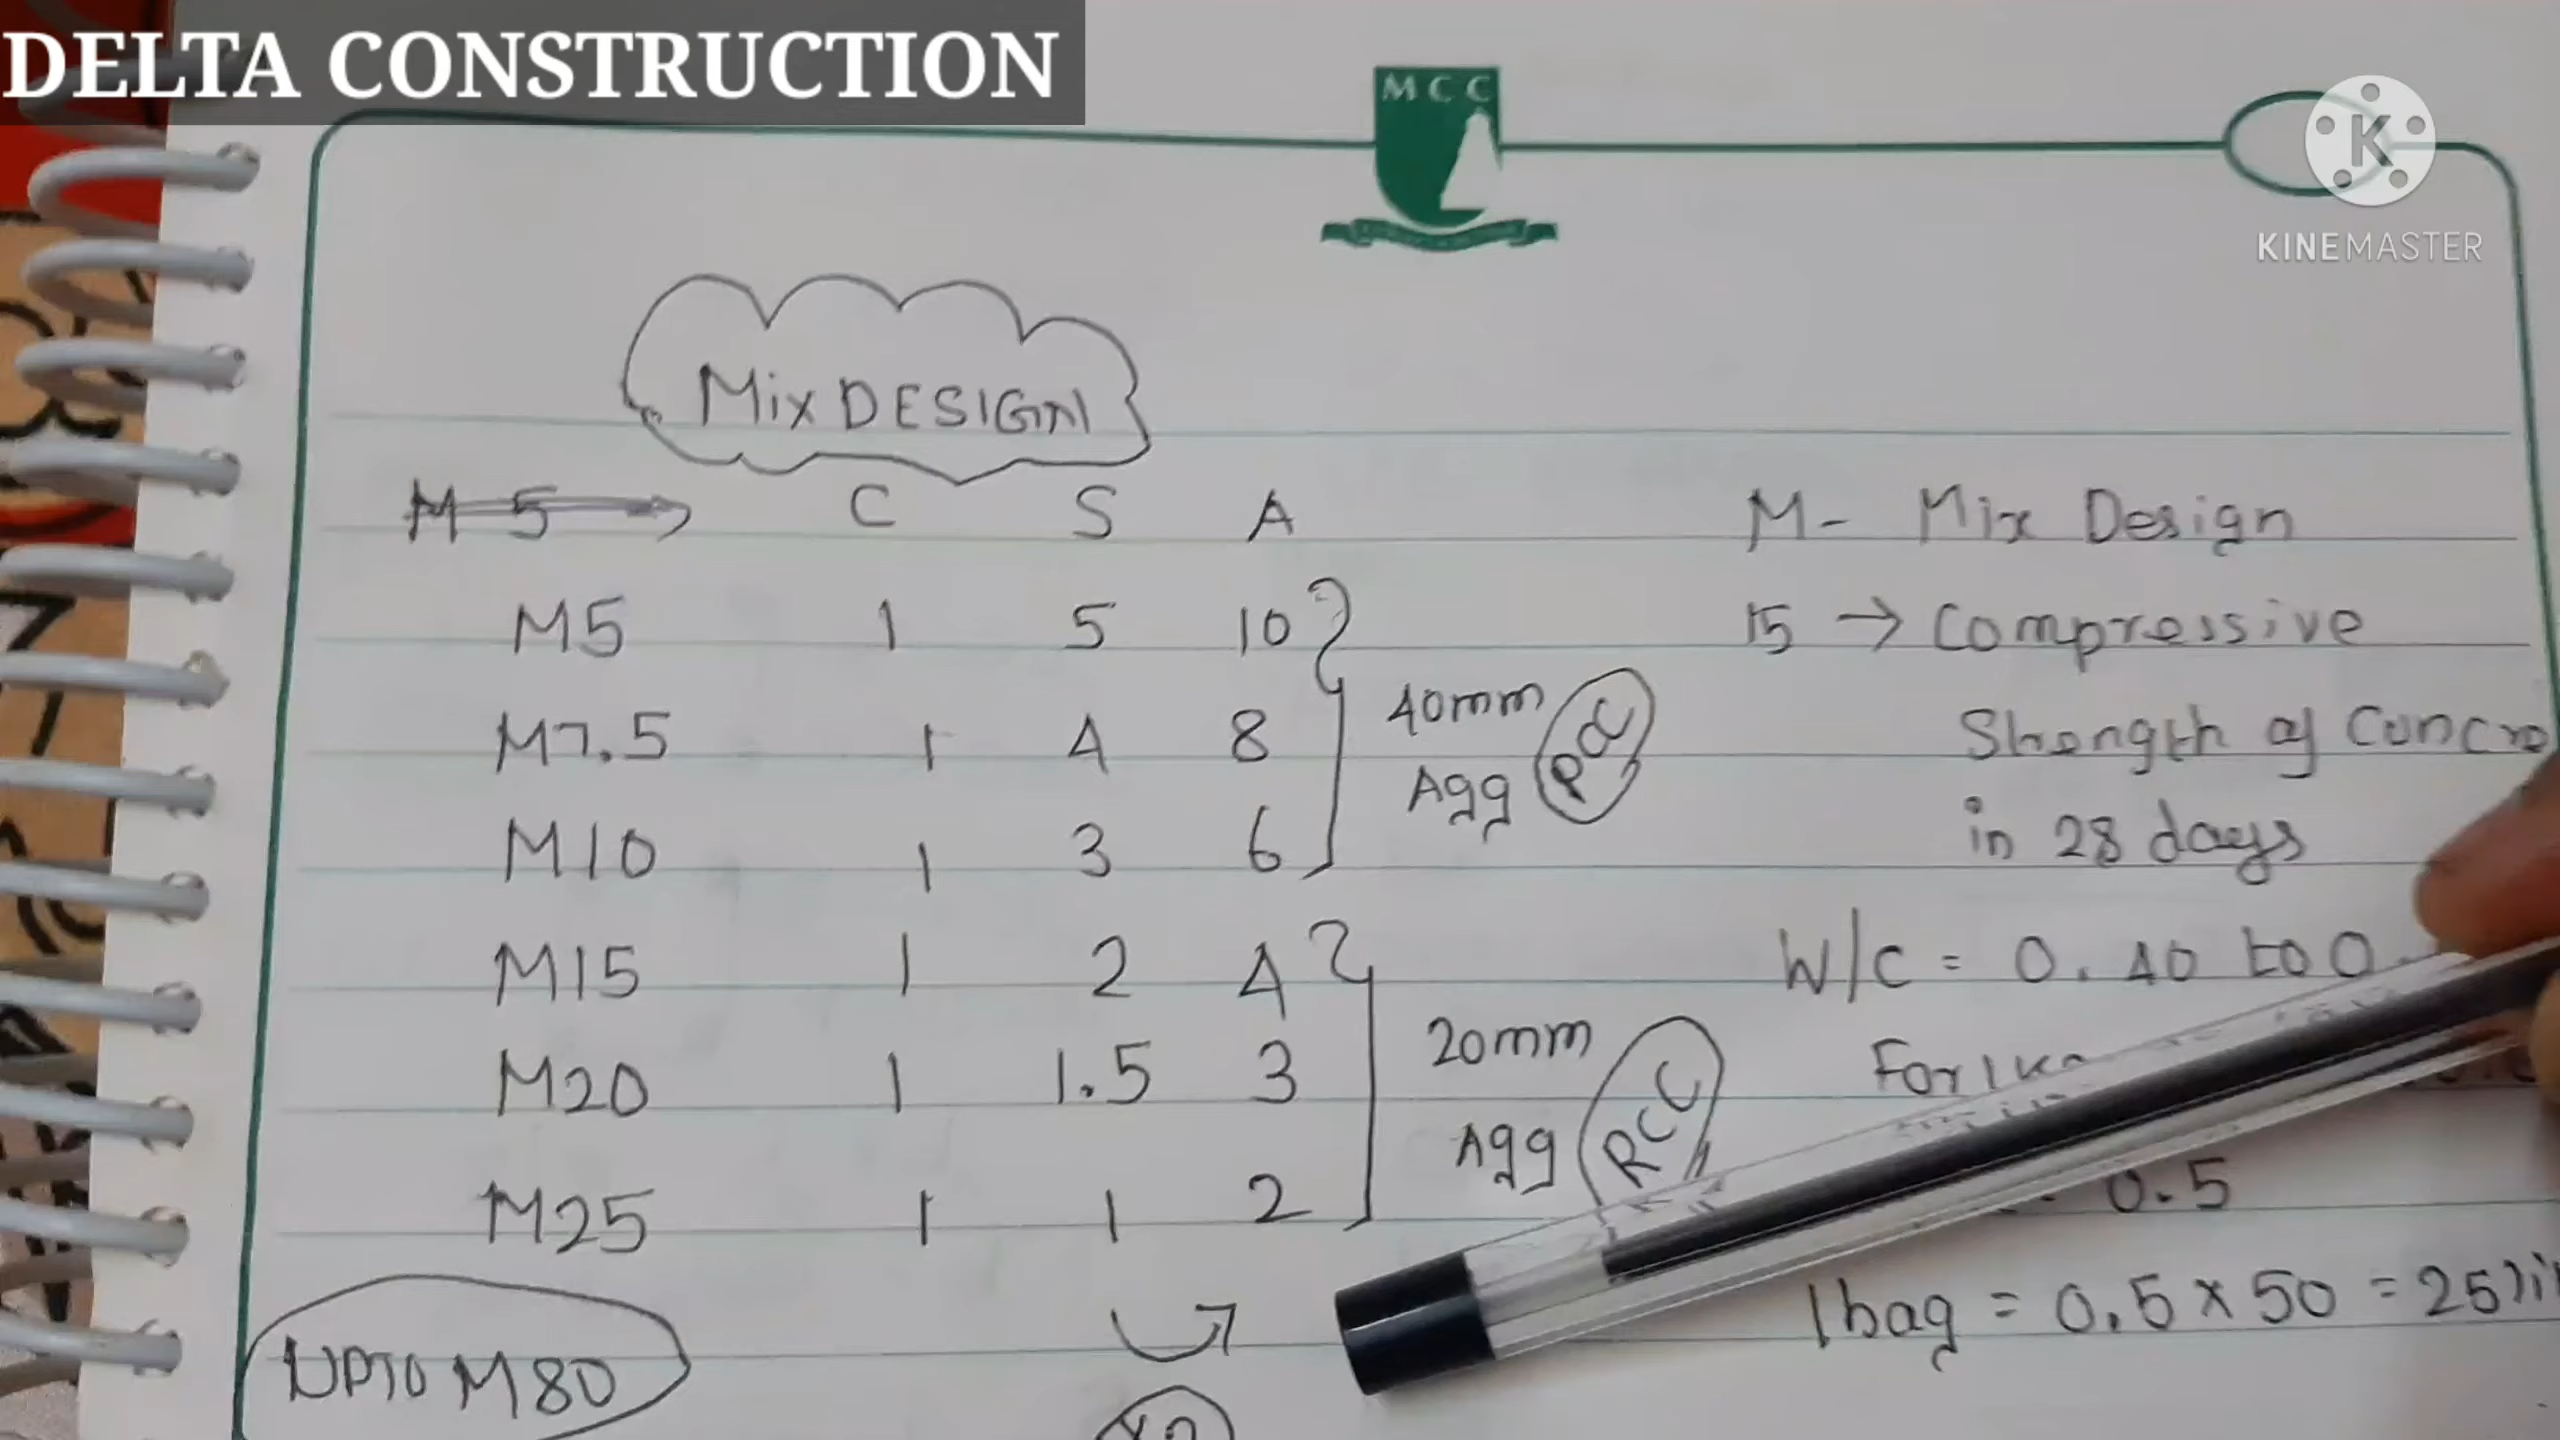 DELTA CONSTRUCTION
MCC
K
KINEMASTER
Mix DESIGN
M 5 → C S A
M5 1 5 10
M7.5 1 4 8
M10 1 3 6
40mm
Agg PCC
M15 1 2 4
M20 1 1.5 3
M25 1 1 2
20mm
Agg RCC
UPTO M80
M - Mix Design
15 → Compressive
Strength of
in 28 days
W/C = 0.40 to 0.
For 1
0.5
1bag = 0.5 x 50 = 25